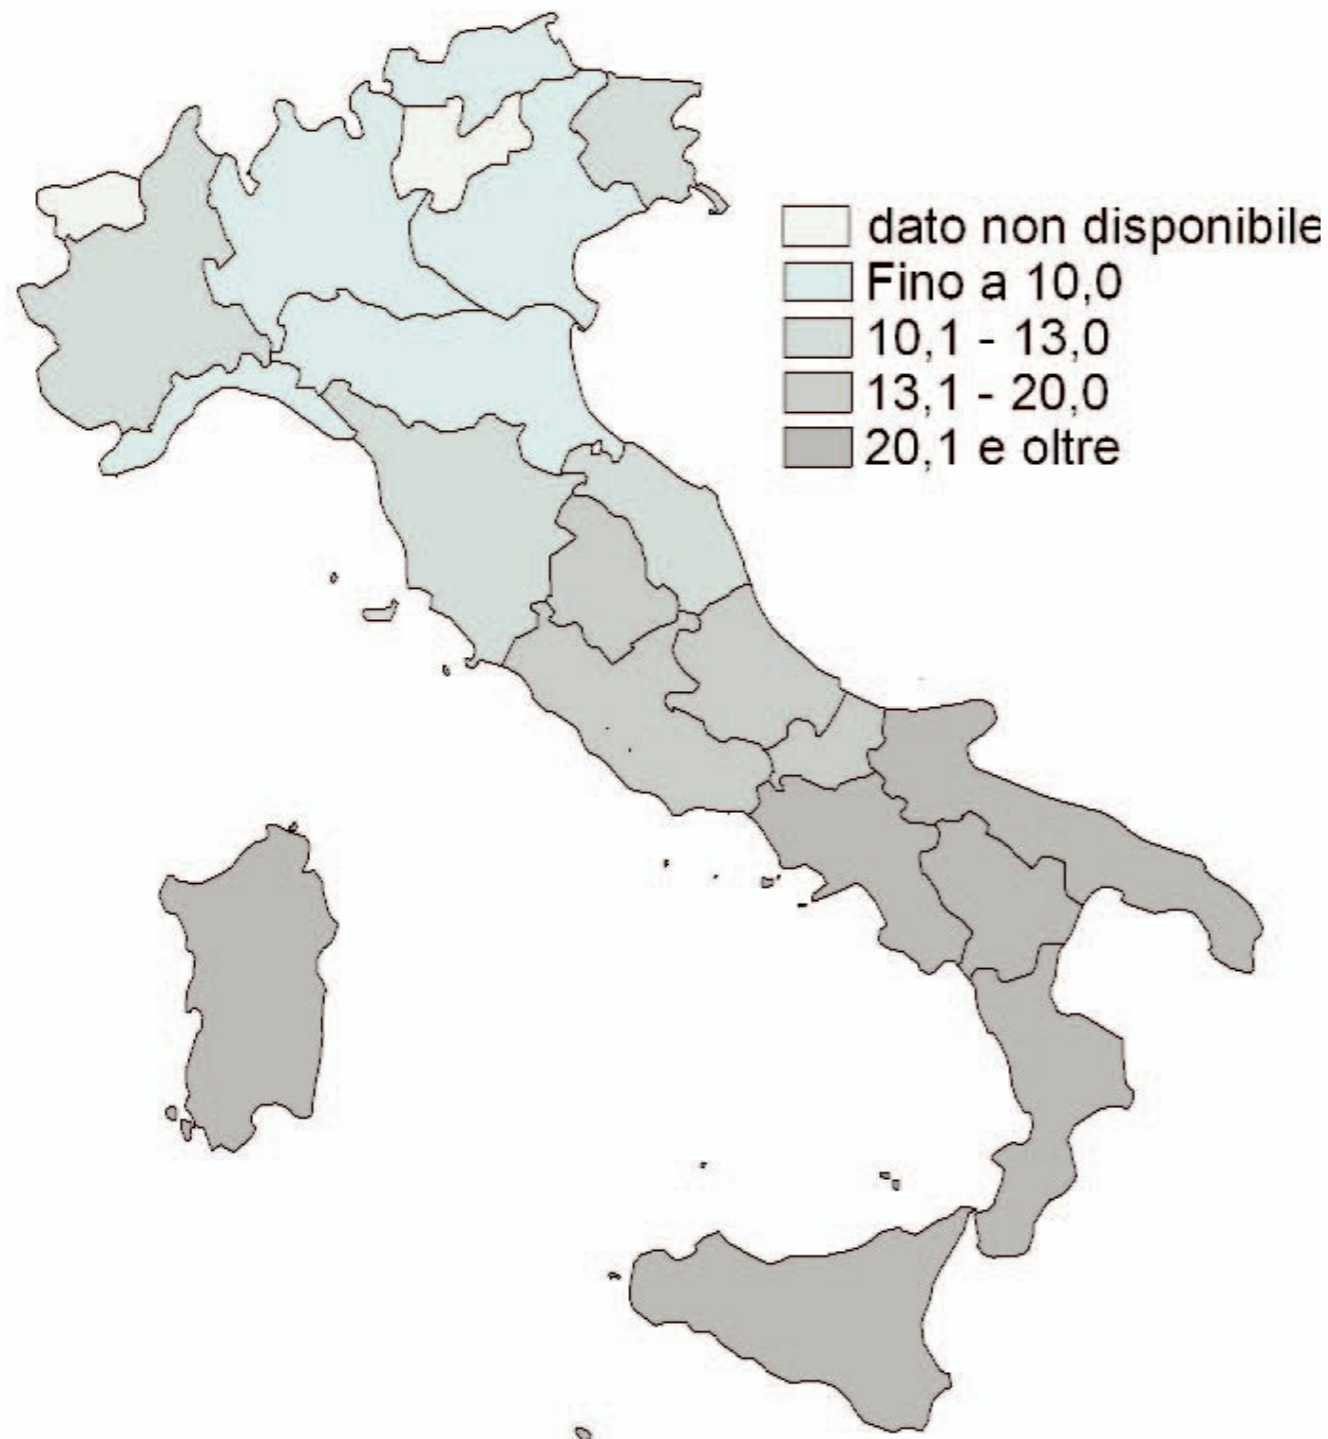 dato non disponibile
Fino a 10,0
10,1 - 13,0
13,1 - 20,0
20,1 e oltre